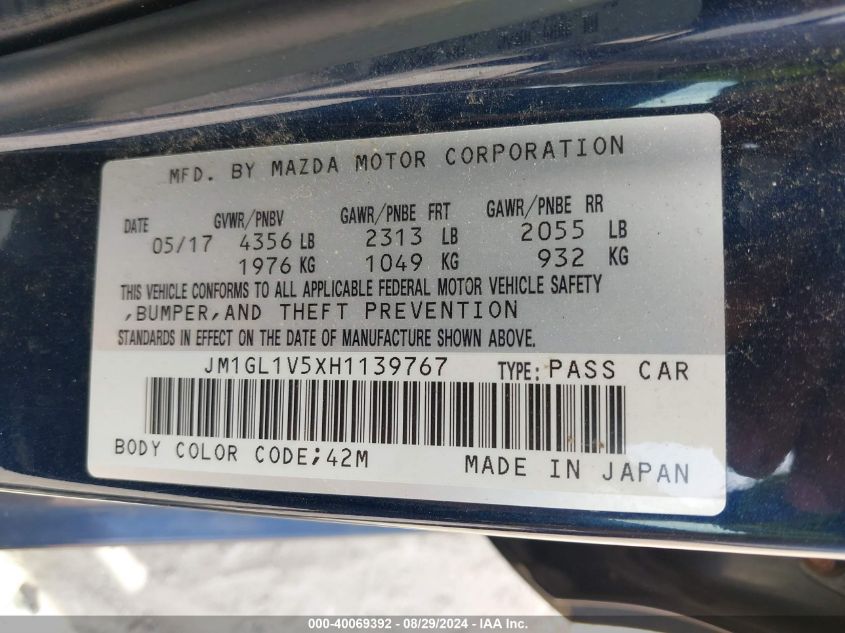 MFD. BY MAZDA MOTOR CORPORATION
DATE GVWR/PNBV GAWR/PNBE FRT GAWR/PNBE RR
05/17 4356 LB 2313 LB 2055 LB
1976 KG 1049 KG 932 KG
THIS VEHICLE CONFORMS TO ALL APPLICABLE FEDERAL MOTOR VEHICLE SAFETY
,BUMPER,AND THEFT PREVENTION
STANDARDS IN EFFECT ON THE DATE OF MANUFACTURE SHOWN ABOVE.
JM1GL1V5XH1139767 TYPE: PASS CAR
BODY COLOR CODE;42M MADE IN JAPAN
000-40069392 - 08/29/2024 - IAA Inc.